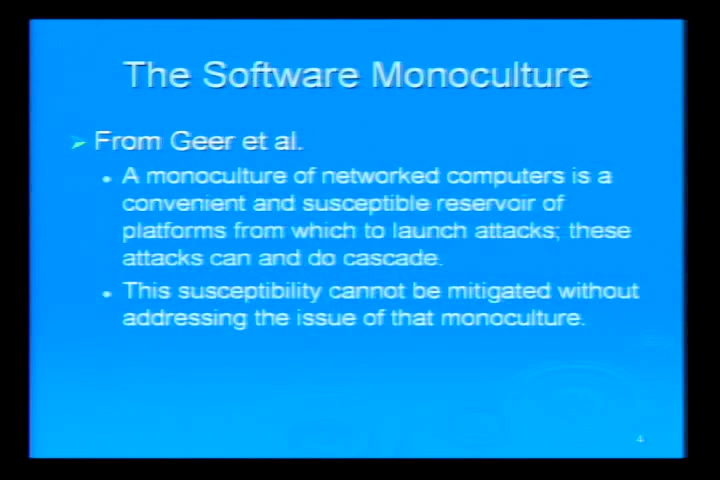 The Software Monoculture
From Geer et al.
A monoculture of networked computers is a
convenient and susceptible reservoir of
platforms from which to launch attacks; these
attacks can and do cascade.
This susceptibility cannot be mitigated without
addressing the issue of that monoculture.
4